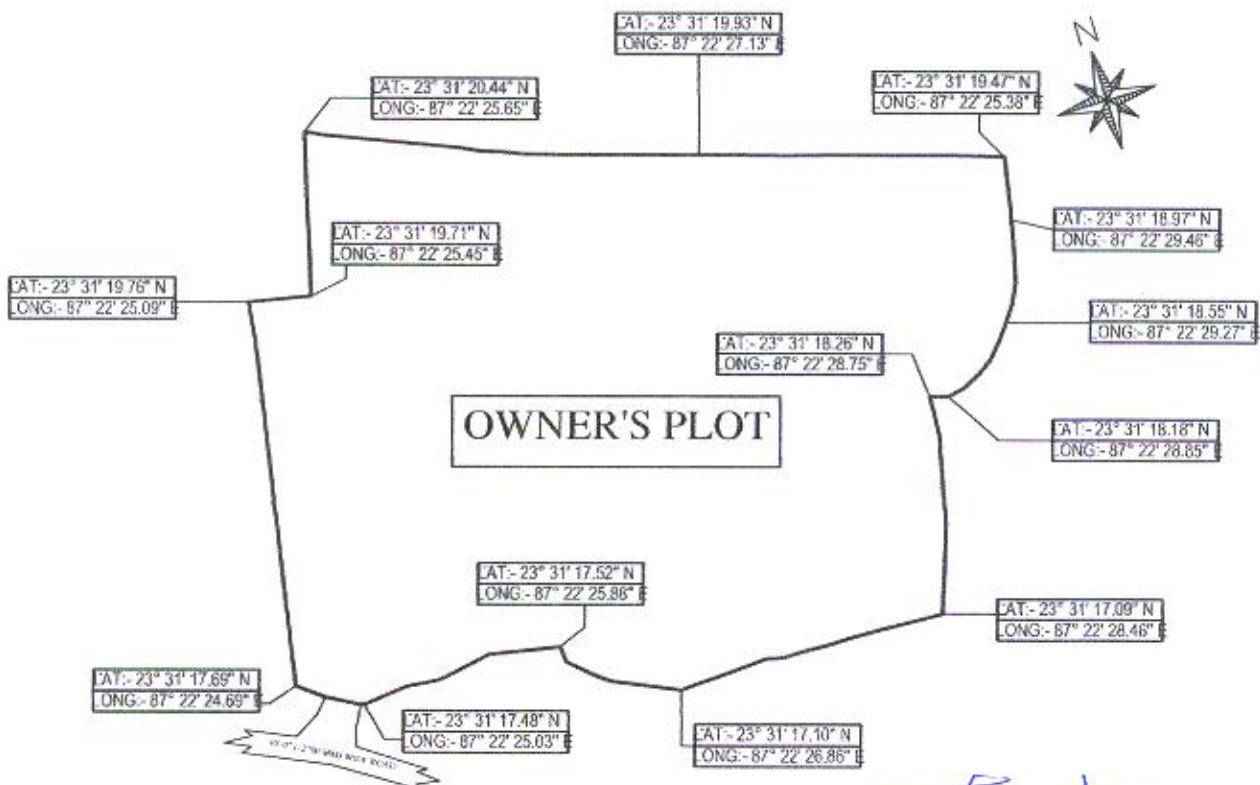 LAT:- 23° 31' 19.93" N
LONG:- 87° 22' 27.13" E
N
LAT:- 23° 31' 20.44" N
LONG:- 87° 22' 25.65" E
LAT:- 23° 31' 19.47" N
LONG:- 87° 22' 25.38" E
LAT:- 23° 31' 18.97" N
LONG:- 87° 22' 29.46" E
LAT:- 23° 31' 19.71" N
LONG:- 87° 22' 25.45" E
LAT:- 23° 31' 19.76" N
LONG:- 87° 22' 25.09" E
LAT:- 23° 31' 18.55" N
LONG:- 87° 22' 29.27" E
LAT:- 23° 31' 18.26" N
LONG:- 87° 22' 28.75" E
OWNER'S PLOT
LAT:- 23° 31' 18.18" N
LONG:- 87° 22' 28.85" E
LAT:- 23° 31' 17.52" N
LONG:- 87° 22' 25.88" E
LAT:- 23° 31' 17.09" N
LONG:- 87° 22' 28.46" E
LAT:- 23° 31' 17.69" N
LONG:- 87° 22' 24.69" E
LAT:- 23° 31' 17.48" N
LONG:- 87° 22' 25.03" E
LAT:- 23° 31' 17.10" N
LONG:- 87° 22' 26.86" E
WIDE ROAD